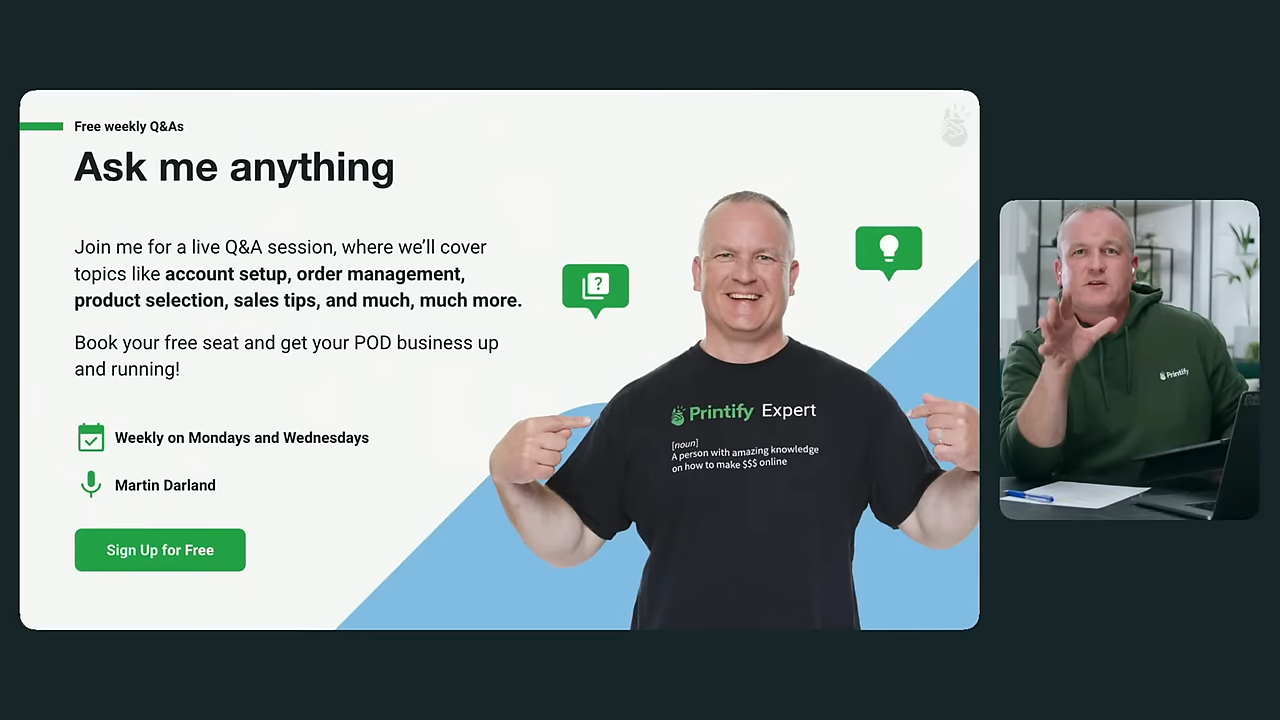 Free weekly Q&As
Ask me anything
Join me for a live Q&A session, where we’ll cover
topics like account setup, order management,
product selection, sales tips, and much, much more.
Book your free seat and get your POD business up
and running!
Weekly on Mondays and Wednesdays
Martin Darland
Sign Up for Free
?
Printify Expert
[noun]
A person with amazing knowledge
on how to make $$$ online
Printify